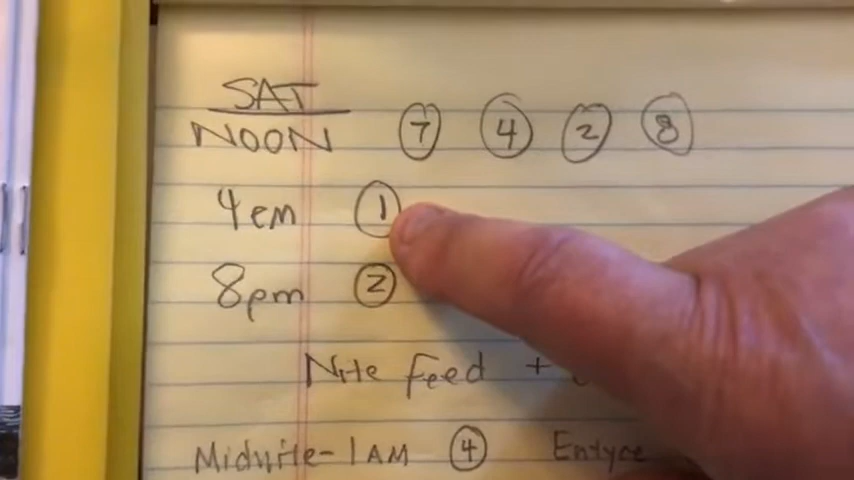 SAT
NOON 7 4 2 8
4pm 1
8pm 2
Nite Feed +
Midnite-1AM 4 Entyce